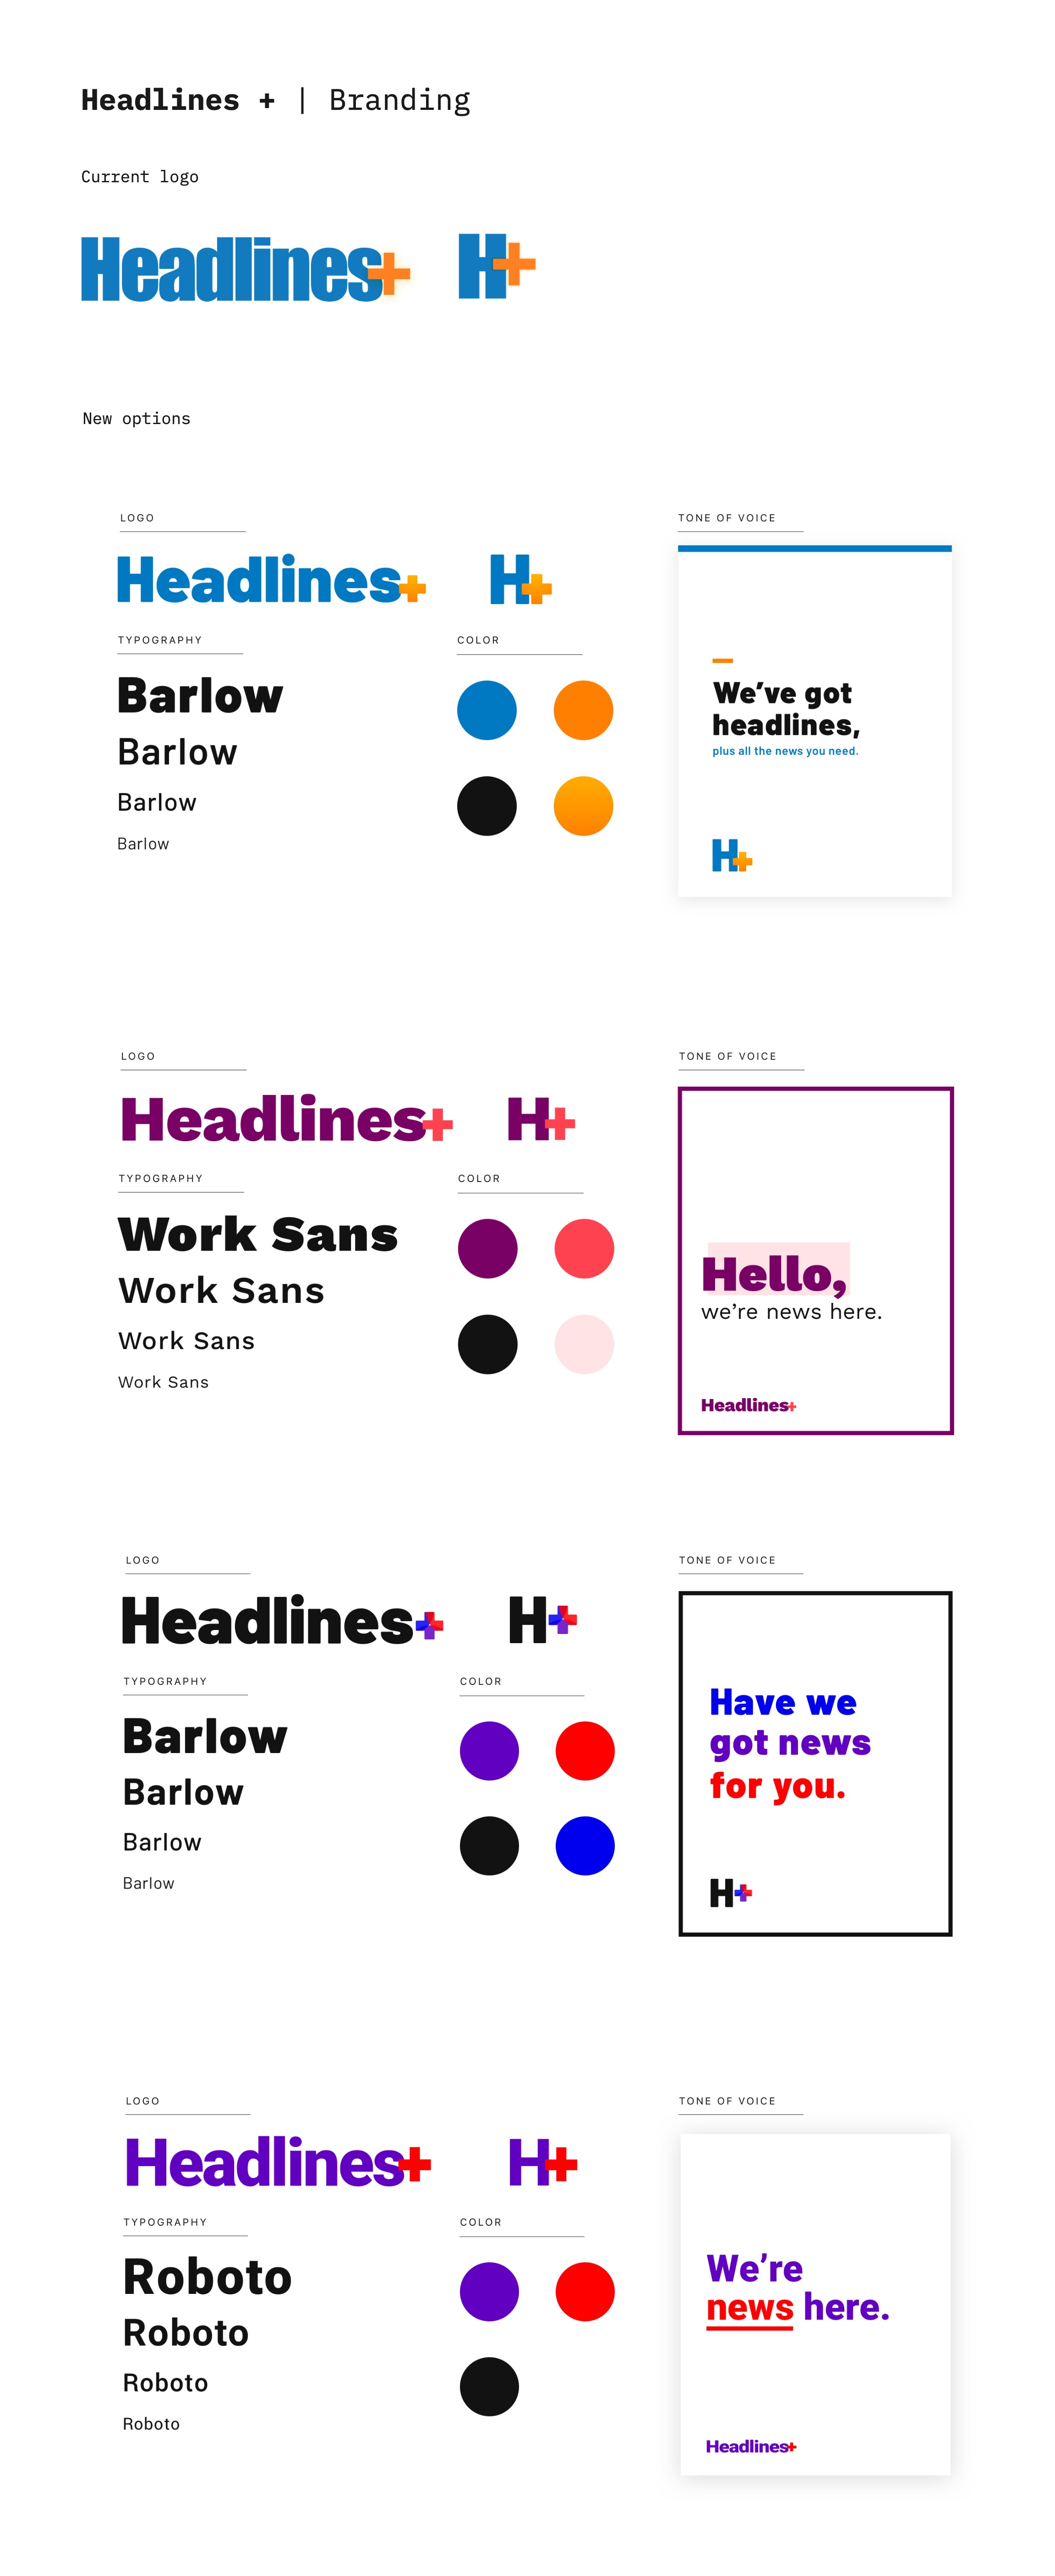 Headlines + | Branding
Current logo
Headlines+ H+
New options
LOGO
Headlines+ H+
TYPOGRAPHY
Barlow
Barlow
Barlow
Barlow
COLOR
TONE OF VOICE
We’ve got
headlines,
plus all the news you need.
H+
LOGO
Headlines+ H+
TYPOGRAPHY
Work Sans
Work Sans
Work Sans
Work Sans
COLOR
TONE OF VOICE
Hello,
we’re news here.
Headlines+
LOGO
Headlines+ H+
TYPOGRAPHY
Barlow
Barlow
Barlow
Barlow
COLOR
TONE OF VOICE
Have we
got news
for you.
H+
LOGO
Headlines+ H+
TYPOGRAPHY
Roboto
Roboto
Roboto
Roboto
COLOR
TONE OF VOICE
We’re
news here.
Headlines+